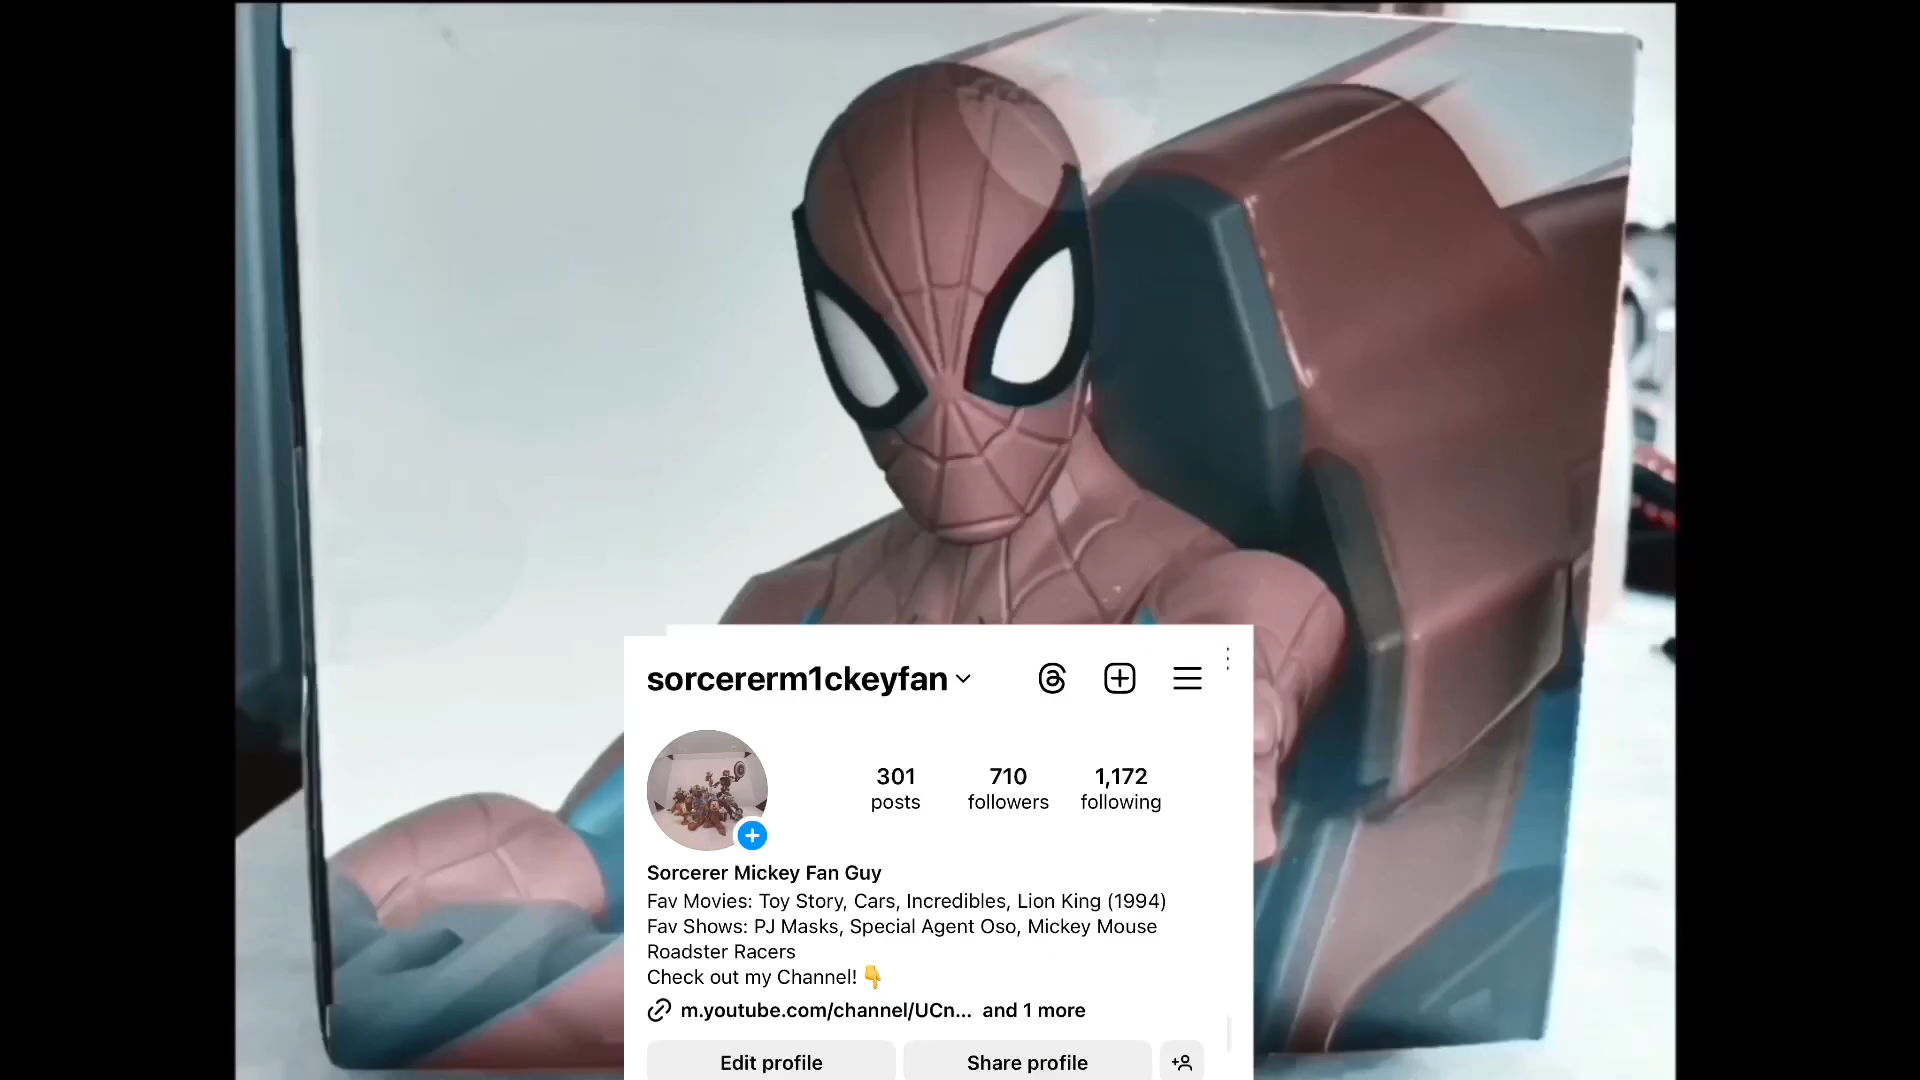 sorcererm1ckeyfan
301 710 1,172
posts followers following
Sorcerer Mickey Fan Guy
Fav Movies: Toy Story, Cars, Incredibles, Lion King (1994)
Fav Shows: PJ Masks, Special Agent Oso, Mickey Mouse
Roadster Racers
Check out my Channel! 👇
m.youtube.com/channel/UCn... and 1 more
Edit profile Share profile